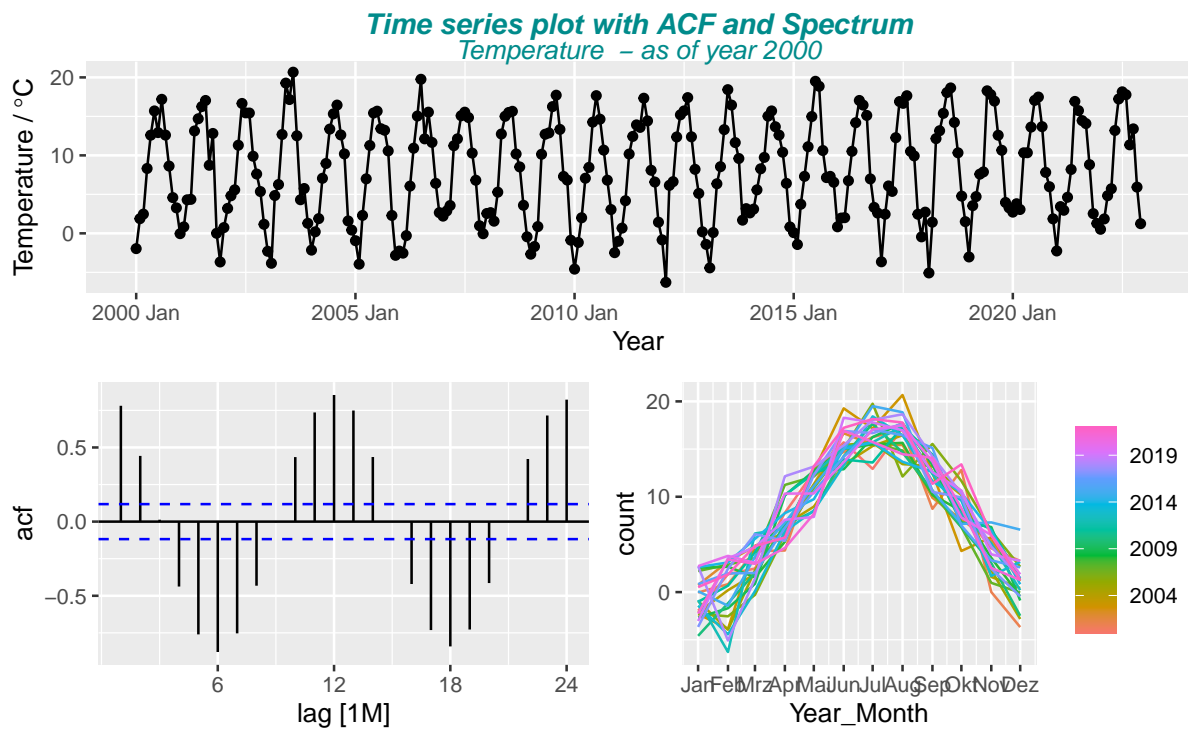 Time series plot with ACF and Spectrum
Temperature – as of year 2000
Temperature / °C
20
10
0
2000 Jan
2005 Jan
2010 Jan
2015 Jan
2020 Jan
Year
acf
0.5
0.0
−0.5
6
12
18
24
lag [1M]
count
20
10
0
Jan
Feb
Mrz
Apr
Mai
Jun
Jul
Aug
Sep
Okt
Nov
Dez
Year_Month
2019
2014
2009
2004